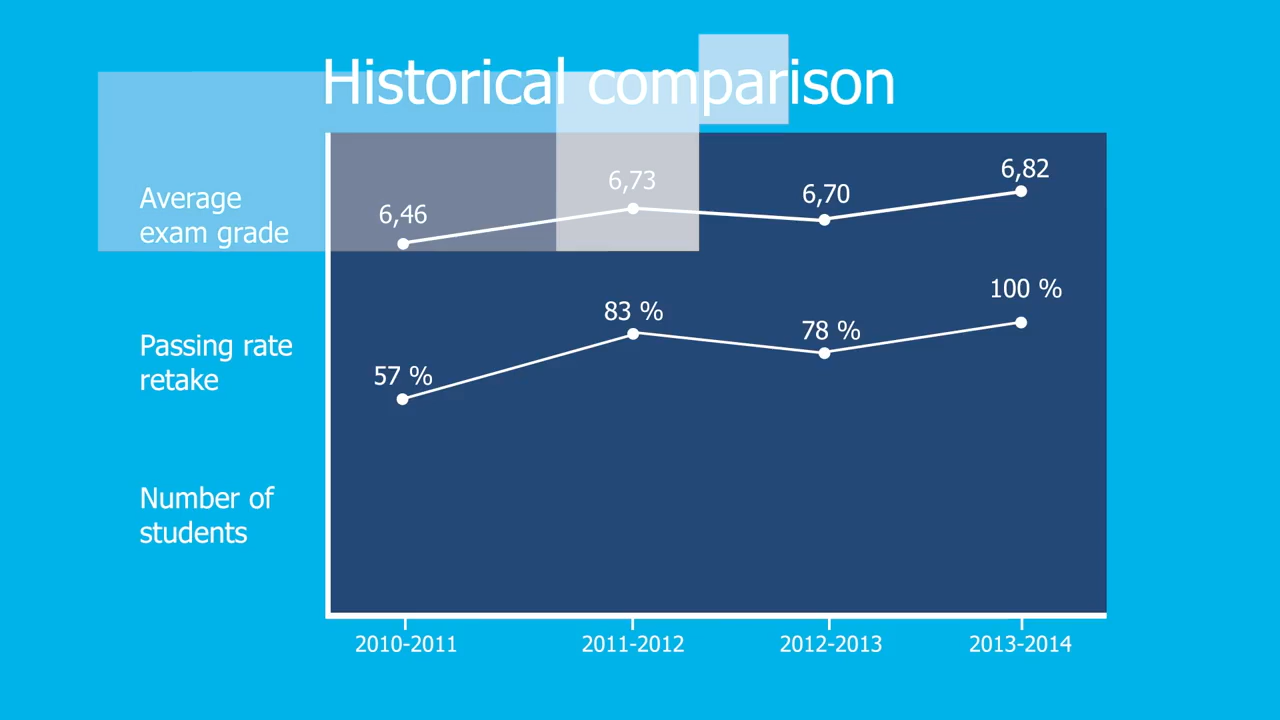 Historical comparison
Average
exam grade
6,46
6,73
6,70
6,82
Passing rate
retake
57 %
83 %
78 %
100 %
Number of
students
2010-2011
2011-2012
2012-2013
2013-2014